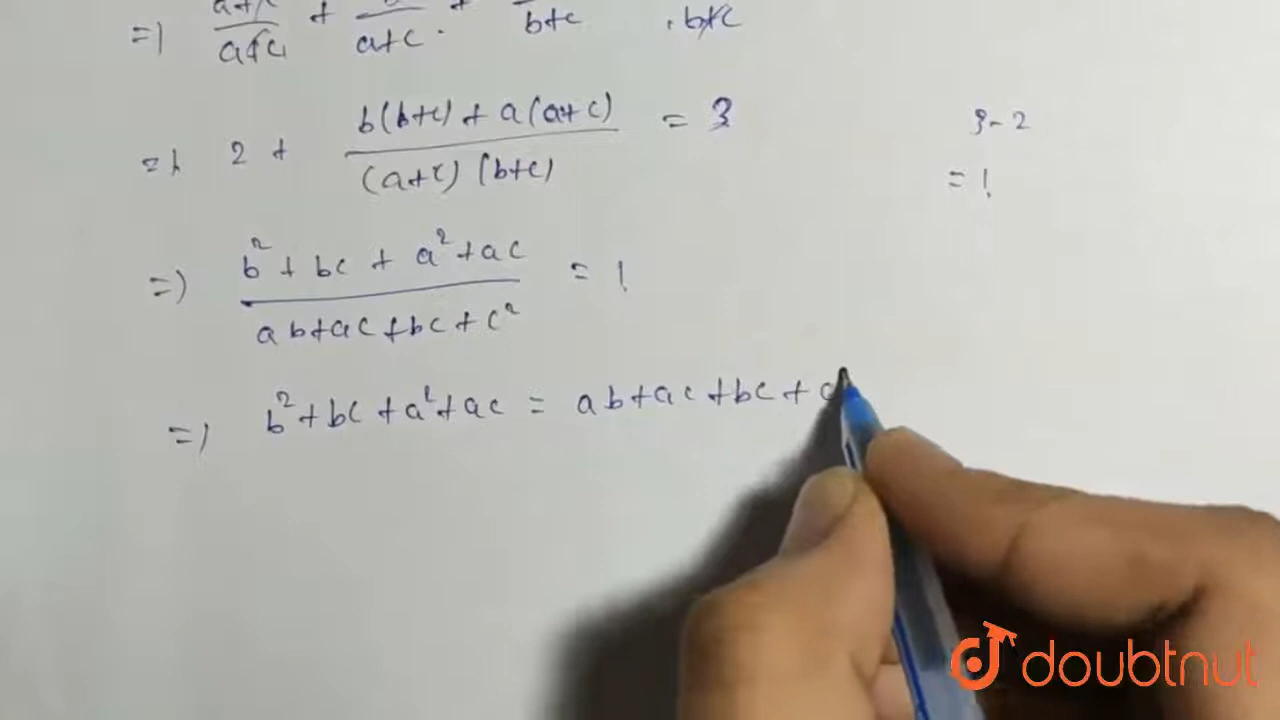 =) a+c/a+c + /a+c . + /b+c . b+c
=) 2 + b(b+c) + a(a+c)/(a+c) (b+c) = 3
3-2
= 1
=) b² + bc + a² + ac/ab+ac+bc+c² = 1
=) b²+bc+a²+ac = ab+ac+bc+c
doubtnut